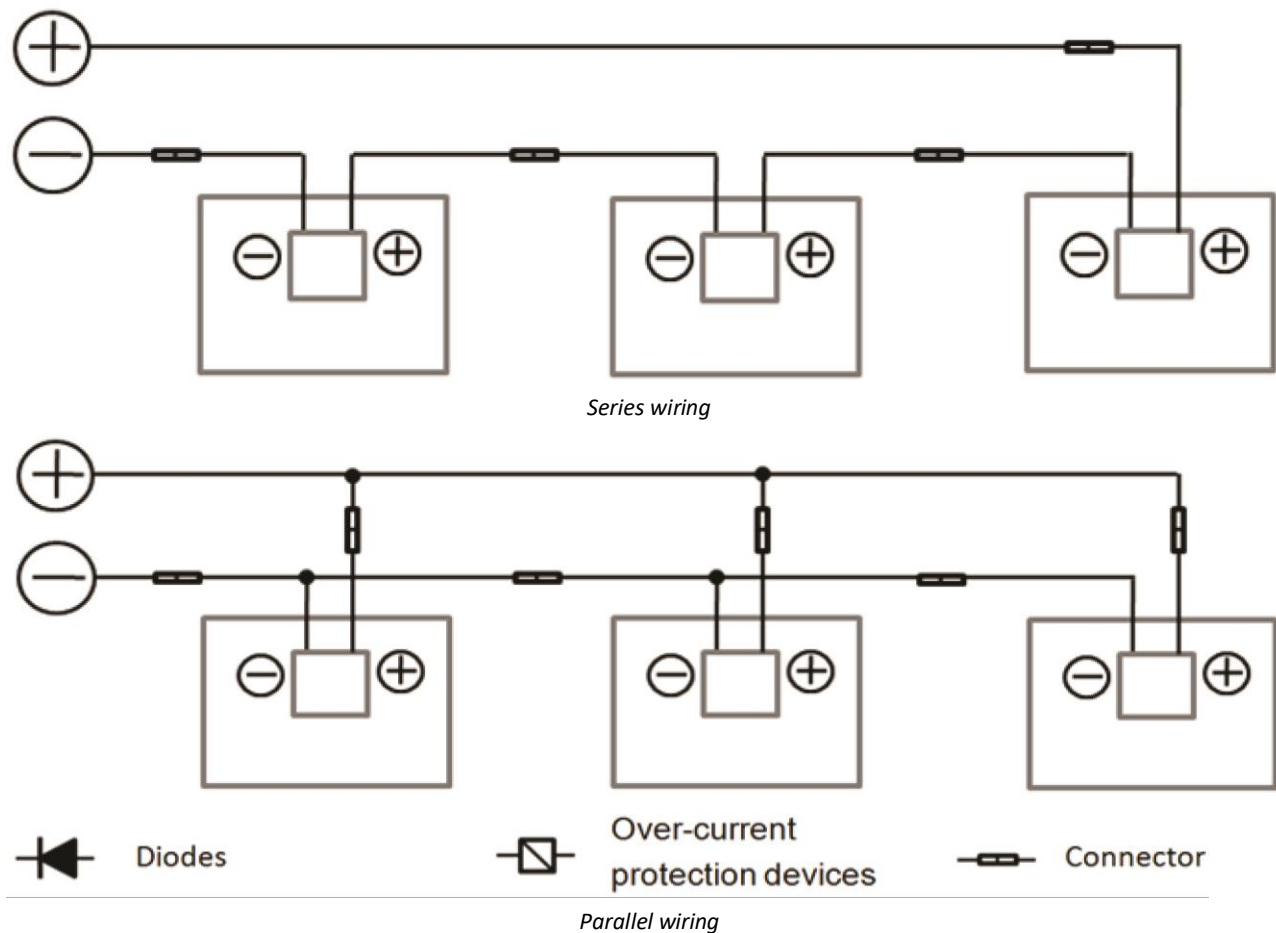 Series wiring
Diodes
Over-current
protection devices
Connector
Parallel wiring